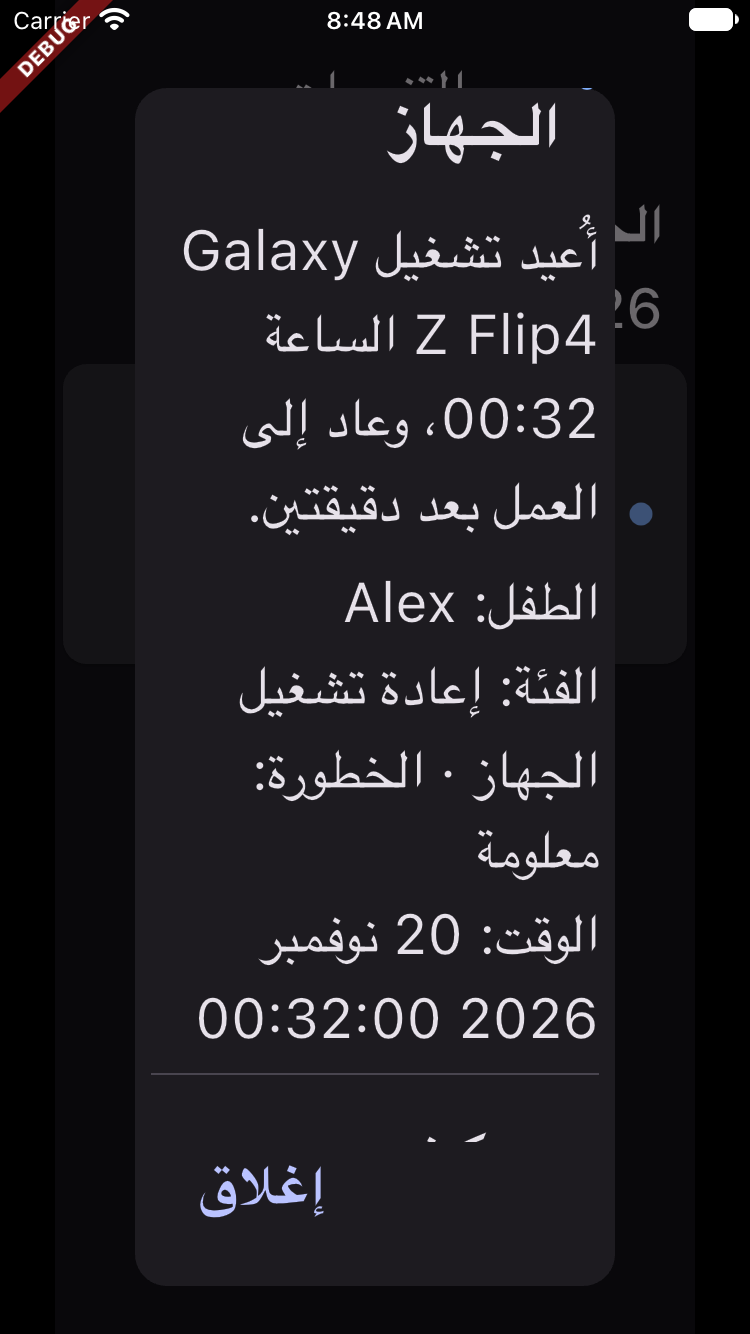 Carrier 8:48 AM
DEBUG
الجهاز
26
أُعيد تشغيل Galaxy
Z Flip4 الساعة
00:32، وعاد إلى
العمل بعد دقيقتين.
الطفل: Alex
الفئة: إعادة تشغيل
الجهاز · الخطورة:
معلومة
الوقت: 20 نوفمبر
2026 00:32:00
إغلاق